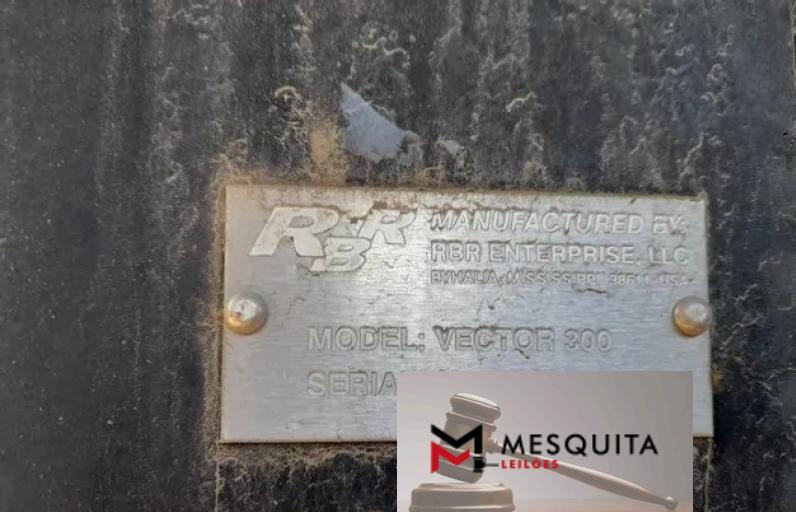 RBR
MANUFACTURED BY:
RBR ENTERPRISE, LLC
BYHALIA, MISSISSIPPI 38611 USA
MODEL: VECTOR 300
MESQUITA
LEILÕES